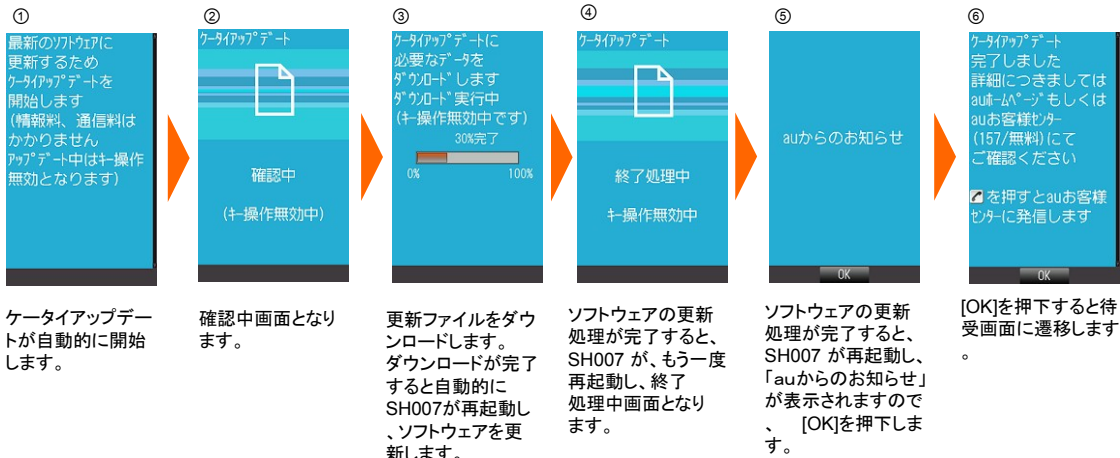 ①
最新のソフトウェアに
更新するため
ケータイアップデートを
開始します
(情報料、通信料は
かかりません
アップデート中はキー操作
無効となります)
ケータイアップデー
トが自動的に開始
します。
②
ケータイアップデート
確認中
(キー操作無効中)
確認中画面となり
ます。
③
ケータイアップデートに
必要なデータを
ダウンロードします
ダウンロード実行中
(キー操作無効中です)
30%完了
0% 100%
更新ファイルをダウ
ンロードします。
ダウンロードが完了
すると自動的に
SH007が再起動し
、ソフトウェアを更
新します。
④
ケータイアップデート
終了処理中
キー操作無効中
ソフトウェアの更新
処理が完了すると、
SH007 が、もう一度
再起動し、終了
処理中画面となり
ます。
⑤
auからのお知らせ
OK
ソフトウェアの更新
処理が完了すると、
SH007 が再起動し、
「auからのお知らせ」
が表示されますので
、 [OK]を押下しま
す。
⑥
ケータイアップデート
完了しました
詳細につきましては
auホームページもしくは
auお客様センター
(157/無料)にて
ご確認ください
を押すとauお客様
センターに発信します
OK
[OK]を押下すると待
受画面に遷移します
。